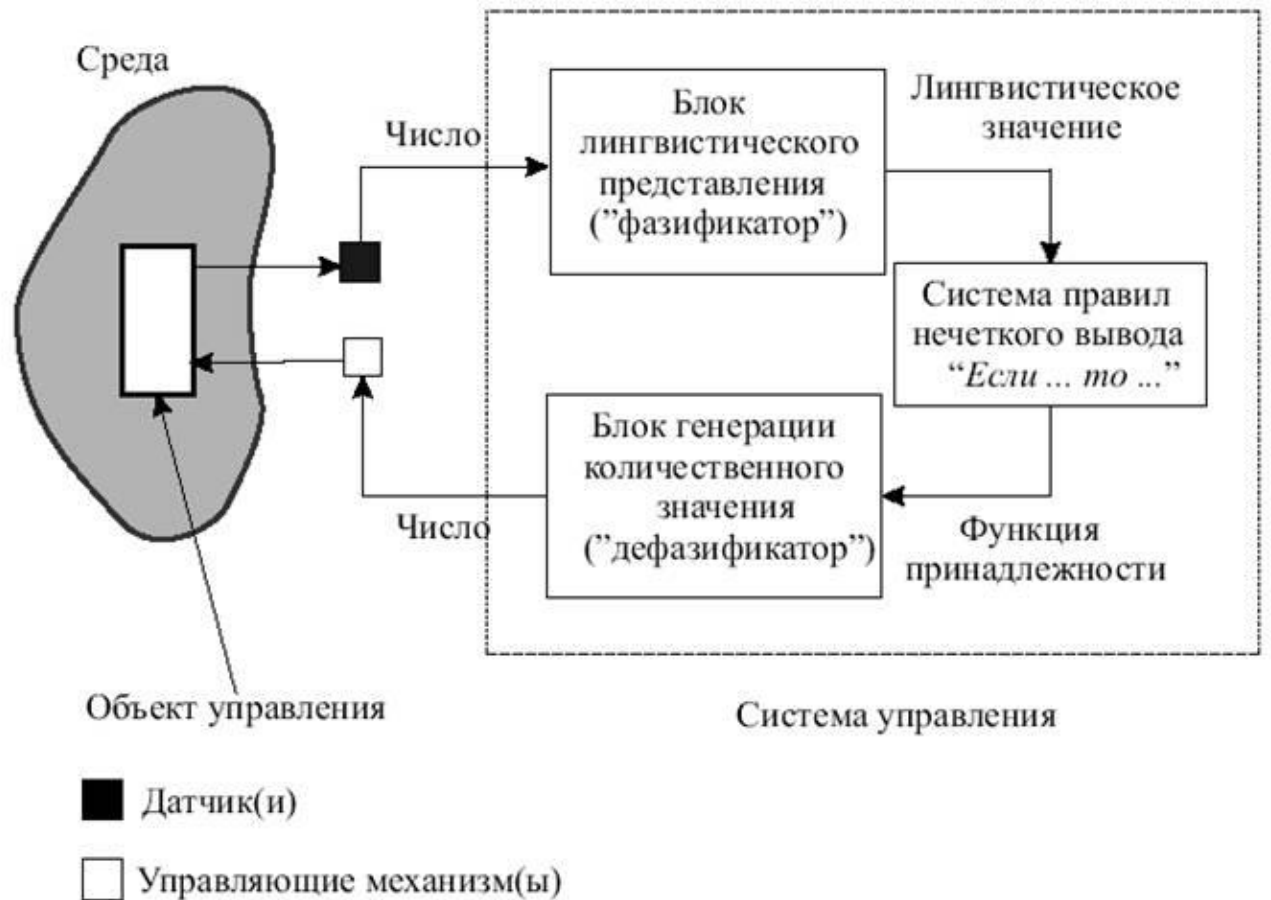 Среда
Число
Блок
лингвистического
представления
(”фазификатор”)
Лингвистическое
значение
Система правил
нечеткого вывода
“Если ... то ...”
Блок генерации
количественного
значения
(”дефазификатор”)
Число
Функция
принадлежности
Объект управления
Система управления
Датчик(и)
Управляющие механизм(ы)